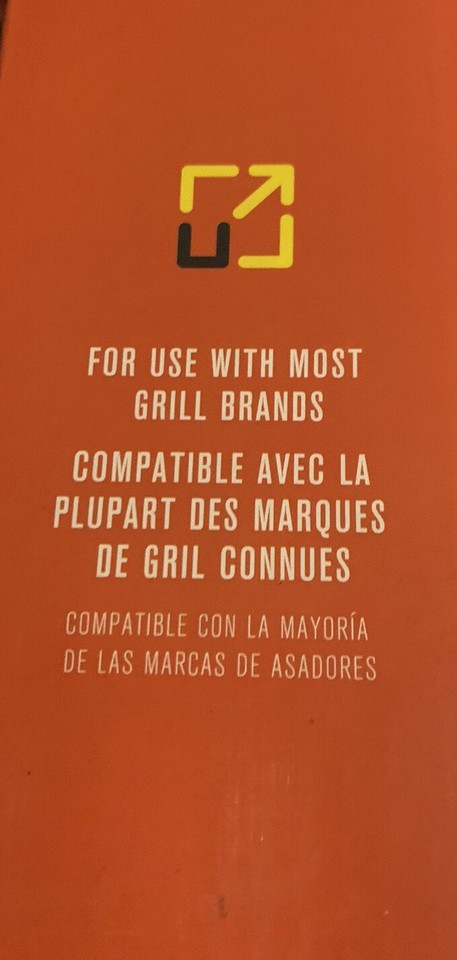 FOR USE WITH MOST
GRILL BRANDS
COMPATIBLE AVEC LA
PLUPART DES MARQUES
DE GRIL CONNUES
COMPATIBLE CON LA MAYORÍA
DE LAS MARCAS DE ASADORES